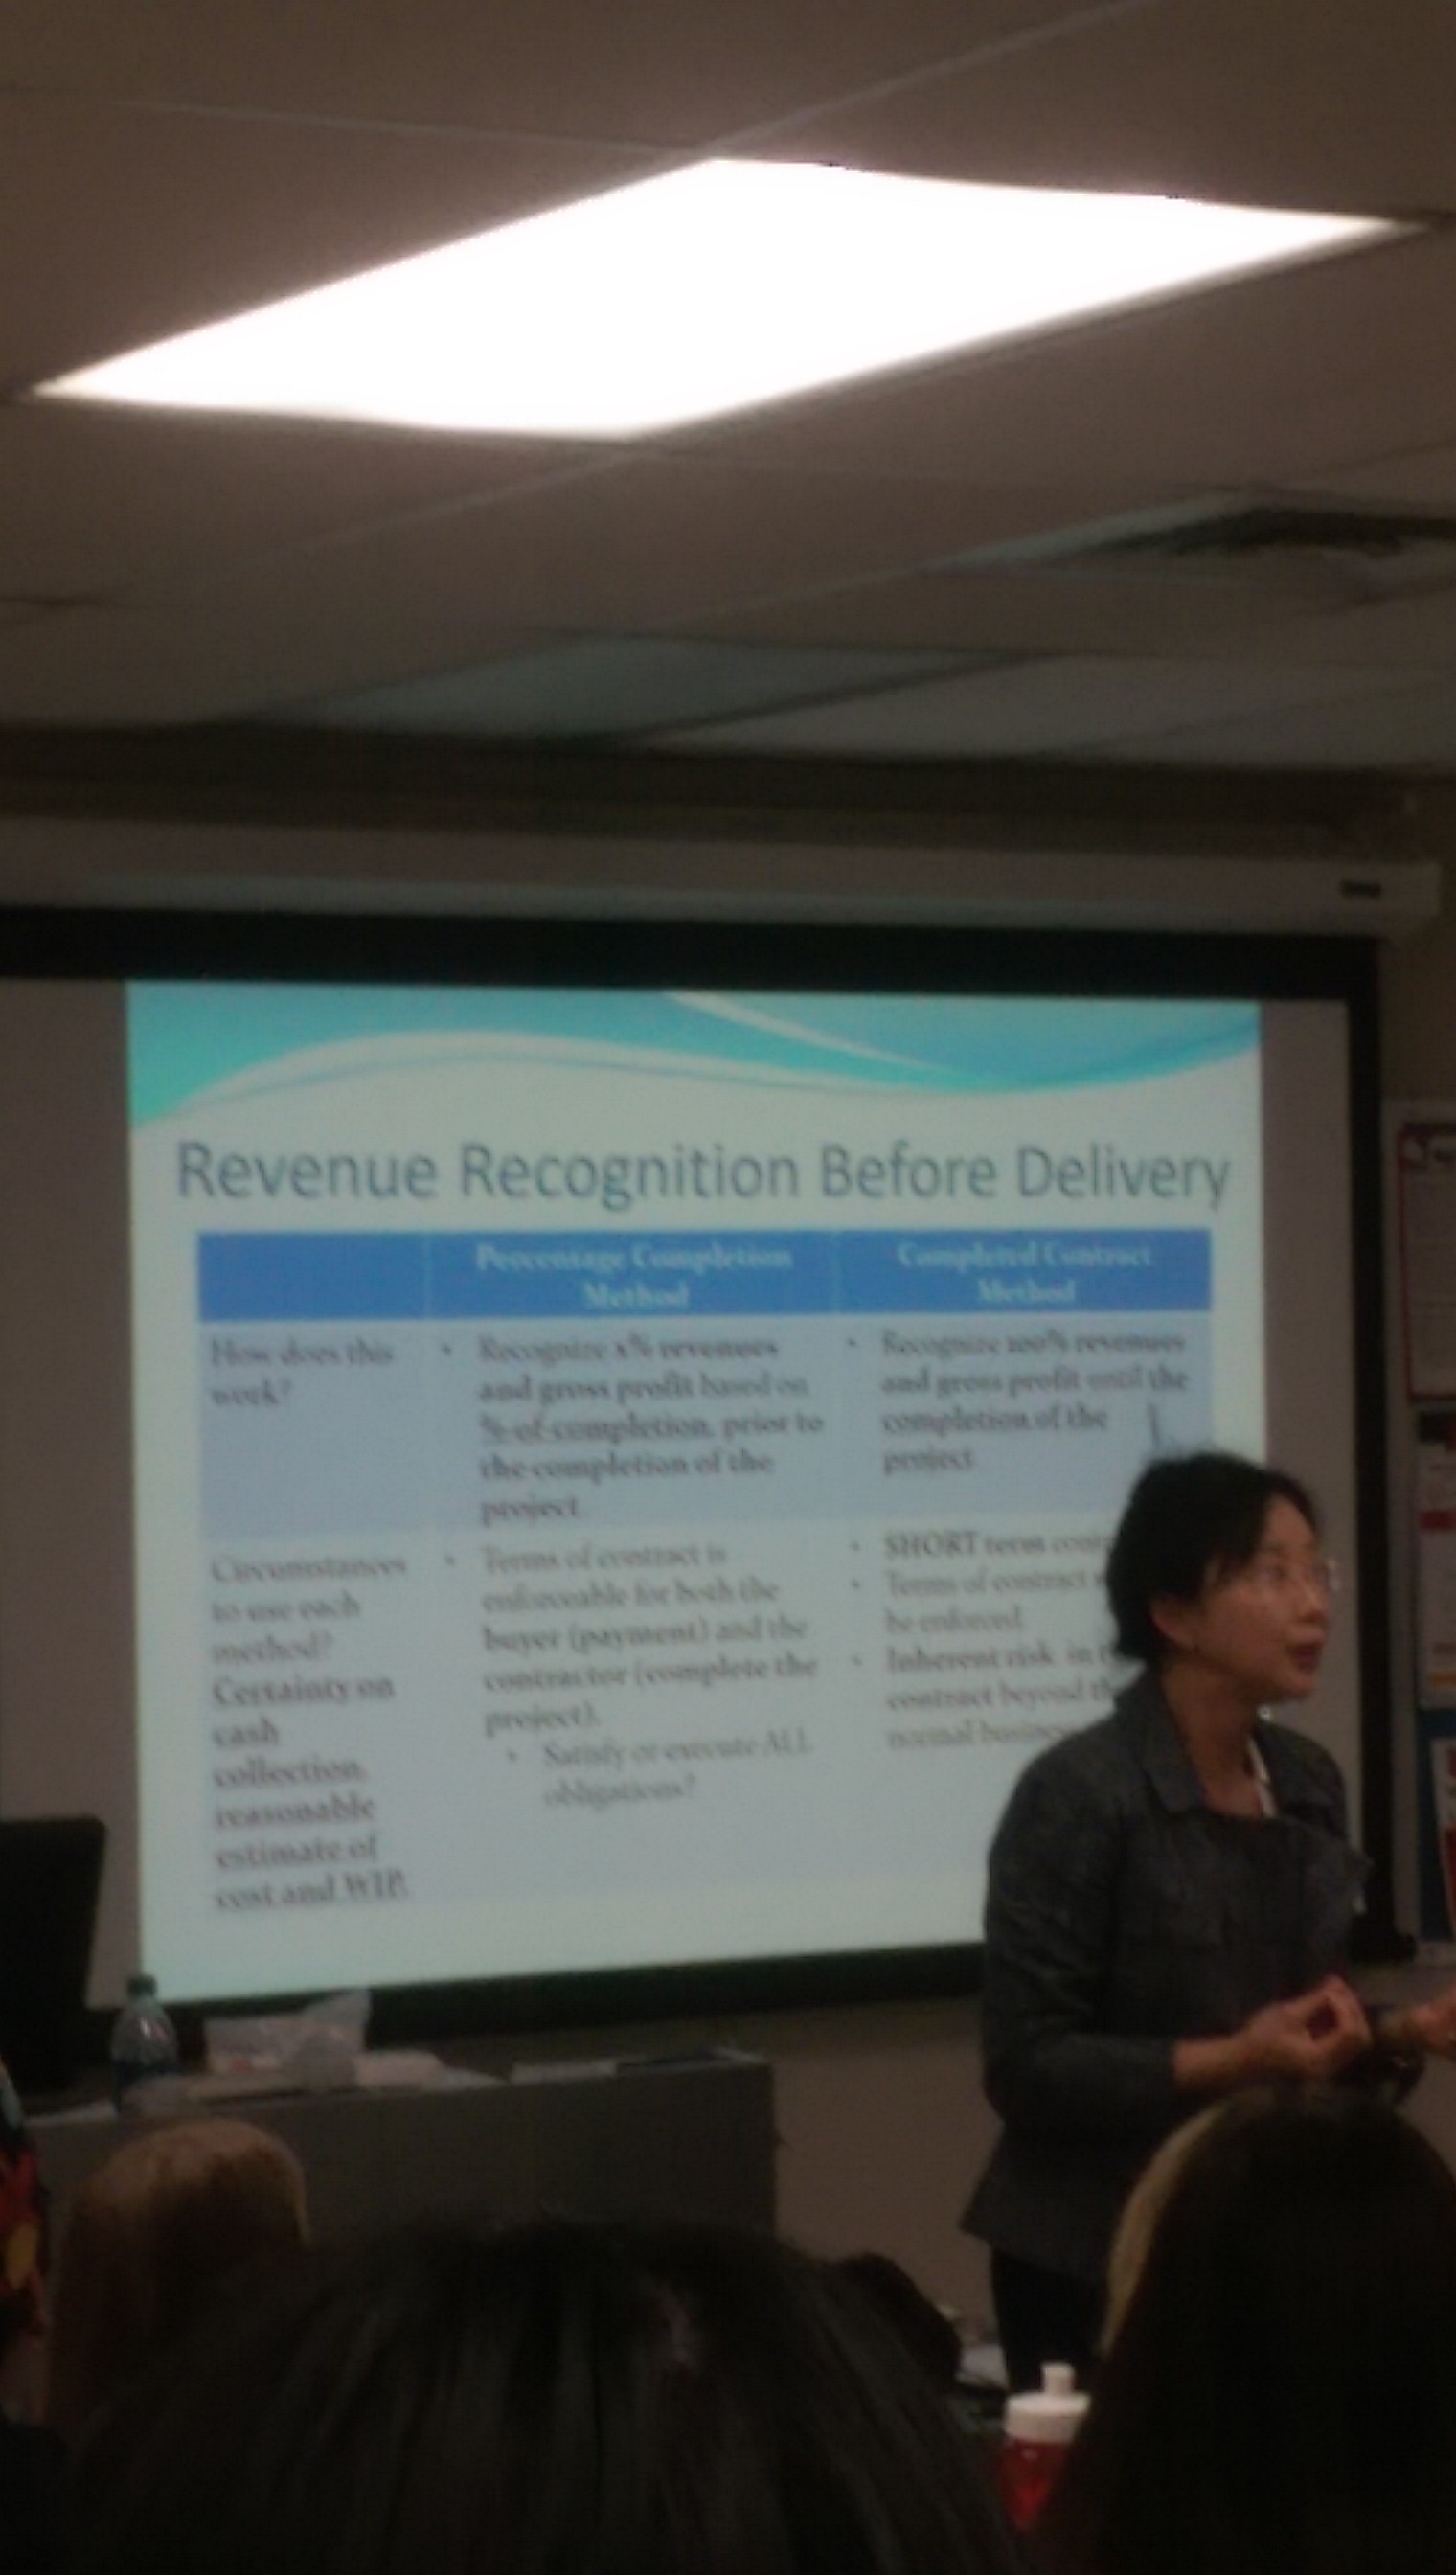 Revenue Recognition Before Delivery
Percentage Completion
Method
Completed Contract
Method
How does this
work?
• Recognize x% revenues
and gross profit based on
%-of-completion, prior to
the completion of the
project
• Recognize 100% revenues
and gross profit until the
completion of the
project
Circumstances
to use each
method?
Certainty on
cash
collection,
reasonable
estimate of
cost and WIP.
• Terms of contract is
enforceable for both the
buyer (payment) and the
contractor (complete the
project).
• Satisfy or execute ALL
obligations?
• SHORT term
• Terms of contract
be enforced
• Inherent risk in
contract beyond
normal